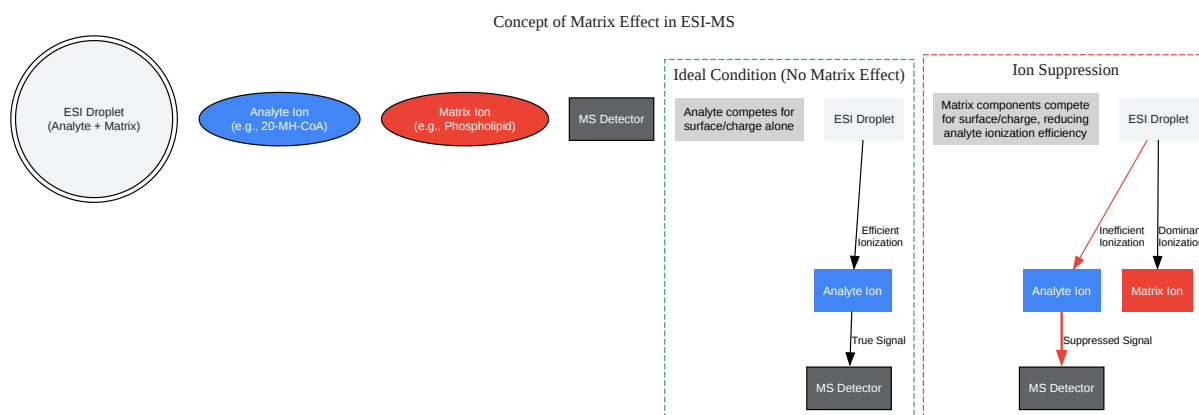 Concept of Matrix Effect in ESI-MS
ESI Droplet
(Analyte + Matrix)
Analyte Ion
(e.g., 20-MH-CoA)
Matrix Ion
(e.g., Phospholipid)
MS Detector
Ideal Condition (No Matrix Effect)
Analyte competes for
surface/charge alone
ESI Droplet
Efficient
Ionization
Analyte Ion
True Signal
MS Detector
Ion Suppression
Matrix components compete
for surface/charge, reducing
analyte ionization efficiency
ESI Droplet
Inefficient
Ionization
Dominan
Ionization
Analyte Ion
Matrix Ion
Suppressed Signal
MS Detector